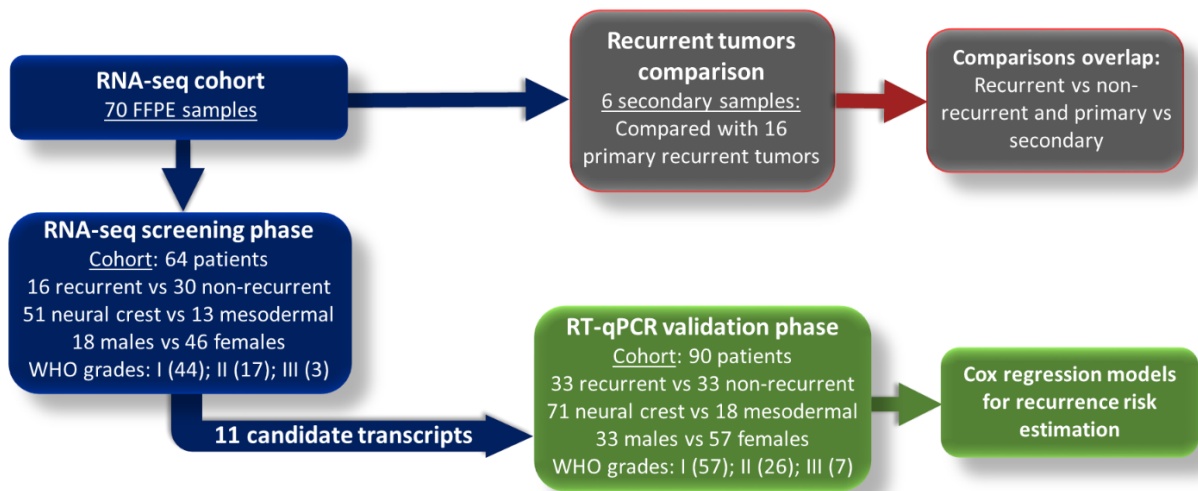 RNA-seq cohort
70 FFPE samples
Recurrent tumors
comparison
6 secondary samples:
Compared with 16
primary recurrent tumors
Comparisons overlap:
Recurrent vs non-
recurrent and primary vs
secondary
RNA-seq screening phase
Cohort: 64 patients
16 recurrent vs 30 non-recurrent
51 neural crest vs 13 mesodermal
18 males vs 46 females
WHO grades: I (44); II (17); III (3)
11 candidate transcripts
RT-qPCR validation phase
Cohort: 90 patients
33 recurrent vs 33 non-recurrent
71 neural crest vs 18 mesodermal
33 males vs 57 females
WHO grades: I (57); II (26); III (7)
Cox regression models
for recurrence risk
estimation